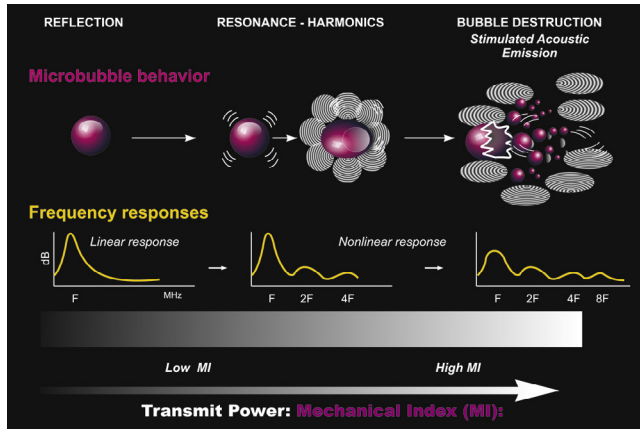 REFLECTION
RESONANCE - HARMONICS
BUBBLE DESTRUCTION
Stimulated Acoustic
Emission
Microbubble behavior
Frequency responses
dB
Linear response
F
MHz
Nonlinear response
F 2F 4F
F 2F 4F 8F
Low MI
High MI
Transmit Power: Mechanical Index (MI):